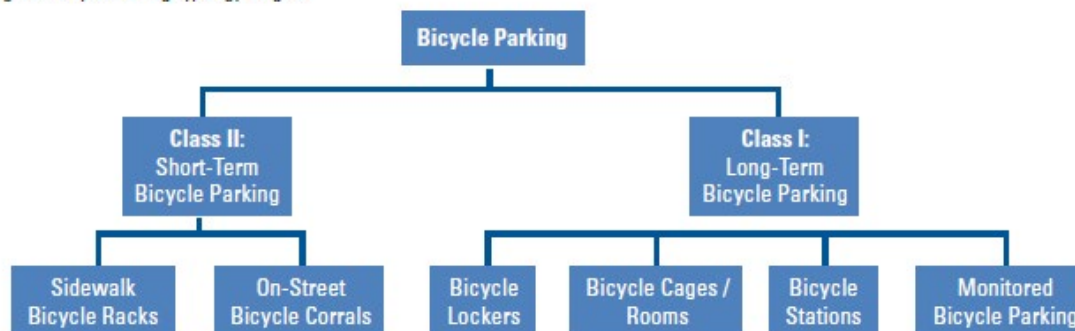 Bicycle Parking
Class II:
Short-Term
Bicycle Parking
Class I:
Long-Term
Bicycle Parking
Sidewalk
Bicycle Racks
On-Street
Bicycle Corrals
Bicycle
Lockers
Bicycle Cages /
Rooms
Bicycle
Stations
Monitored
Bicycle Parking